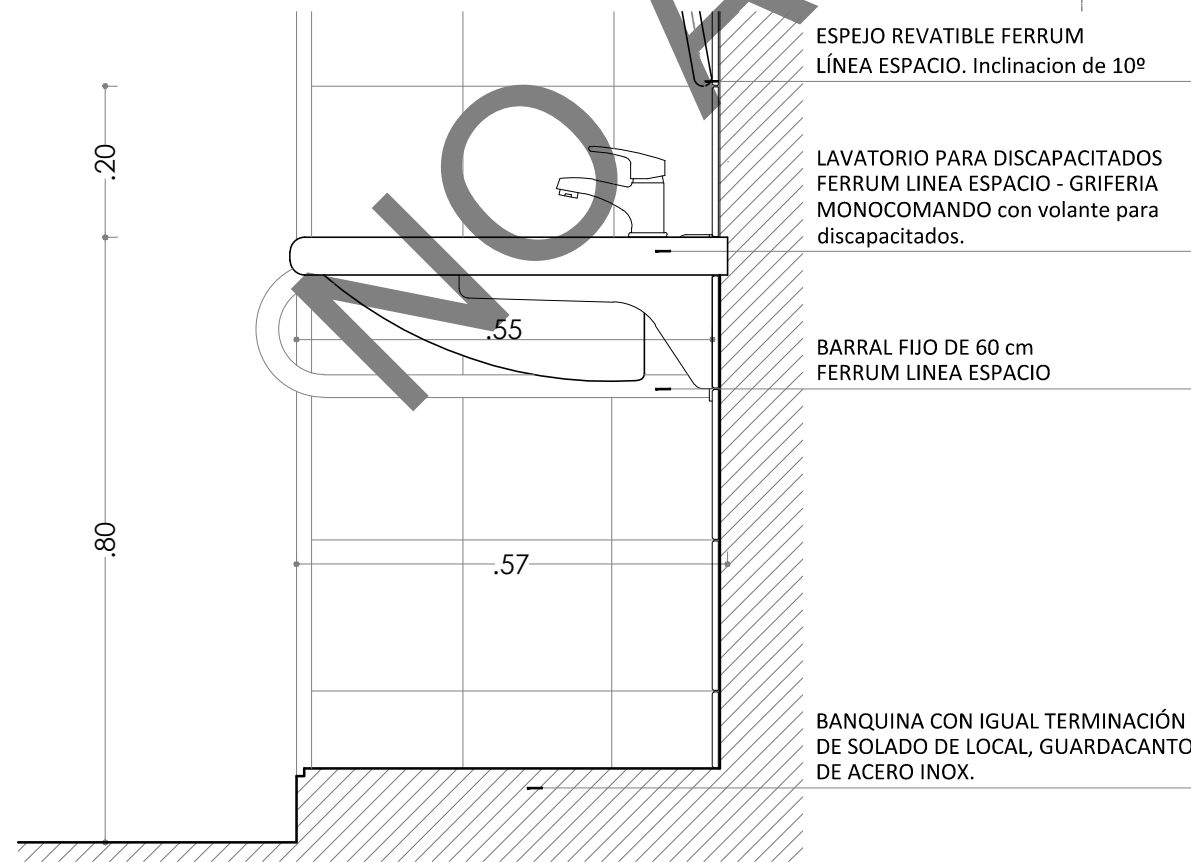 ESPEJO REVATIBLE FERRUM
LÍNEA ESPACIO. Inclinacion de 10º
.20
LAVATORIO PARA DISCAPACITADOS
FERRUM LINEA ESPACIO - GRIFERIA
MONOCOMANDO con volante para
discapacitados.
.55
BARRAL FIJO DE 60 cm
FERRUM LINEA ESPACIO
.80
.57
BANQUINA CON IGUAL TERMINACIÓN
DE SOLADO DE LOCAL, GUARDACANTO
DE ACERO INOX.
NO